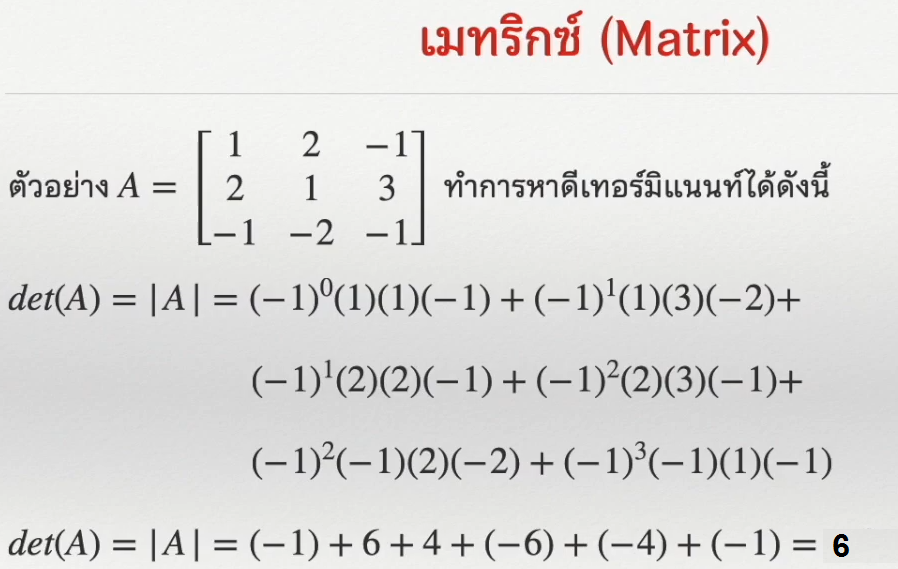 เมทริกซ์ (Matrix)
ตัวอย่าง A = [1 2 −1; 2 1 3; −1 −2 −1] ทำการหาดีเทอร์มิแนนท์ได้ดังนี้
det(A) = |A| = (−1)⁰(1)(1)(−1) + (−1)¹(1)(3)(−2)+
(−1)¹(2)(2)(−1) + (−1)²(2)(3)(−1)+
(−1)²(−1)(2)(−2) + (−1)³(−1)(1)(−1)
det(A) = |A| = (−1) + 6 + 4 + (−6) + (−4) + (−1) = 6